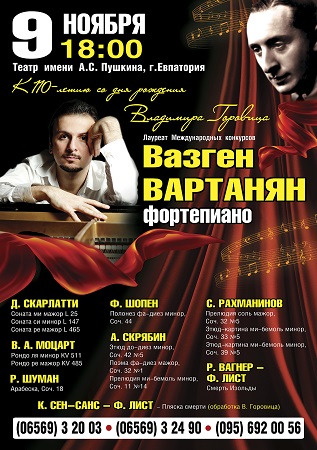 9 НОЯБРЯ
18:00
Театр имени А.С. Пушкина, г.Евпатория
К 110-летию со дня рождения
Владимира Горовица
Лауреат Международных конкурсов
Вазген
ВАРТАНЯН
фортепиано
Д. СКАРЛАТТИ
Соната ми мажор L 25
Соната си минор L 147
Соната ре мажор L 465
В. А. МОЦАРТ
Рондо ля минор KV 511
Рондо ре мажор KV 485
Р. ШУМАН
Арабеска, Соч. 18
Ф. ШОПЕН
Полонез фа-диез минор,
Соч. 44
А. СКРЯБИН
Этюд до-диез минор,
Соч. 42 №5
Поэма фа-диез мажор,
Соч. 32 №1
Прелюдия ми-бемоль минор,
Соч. 11 №14
С. РАХМАНИНОВ
Прелюдия соль мажор,
Соч. 32 №5
Этюд-картина ми-бемоль минор,
Соч. 33 №5
Этюд-картина ми-бемоль минор,
Соч. 39 №5
Р. ВАГНЕР –
Ф. ЛИСТ
Смерть Изольды
К. СЕН-САНС – Ф. ЛИСТ – Пляска смерти (обработка В. Горовица)
(06569) 3 20 03 • (06569) 3 24 90 • (095) 692 00 56